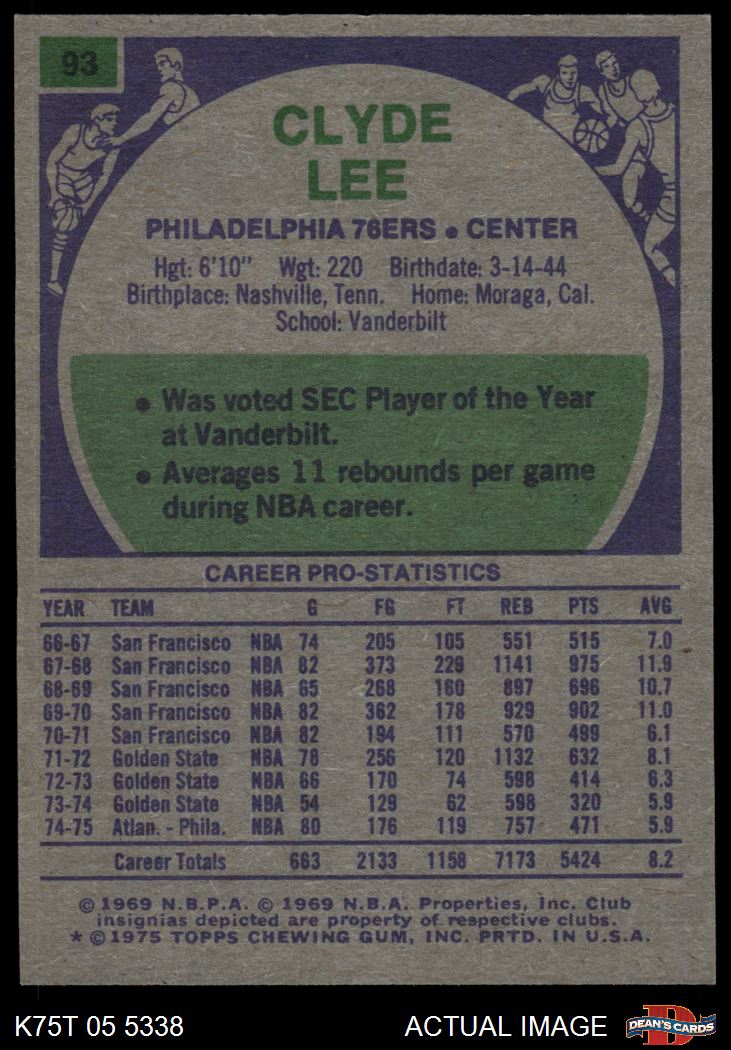 93
CLYDE
LEE
PHILADELPHIA 76ERS • CENTER
Hgt: 6'10" Wgt: 220 Birthdate: 3-14-44
Birthplace: Nashville, Tenn. Home: Moraga, Cal.
School: Vanderbilt
• Was voted SEC Player of the Year
at Vanderbilt.
• Averages 11 rebounds per game
during NBA career.
CAREER PRO-STATISTICS
YEAR TEAM G FG FT REB PTS AVG
66-67 San Francisco NBA 74 205 105 551 515 7.0
67-68 San Francisco NBA 82 373 229 1141 975 11.9
68-69 San Francisco NBA 65 268 160 897 696 10.7
69-70 San Francisco NBA 82 362 178 929 902 11.0
70-71 San Francisco NBA 82 194 111 570 499 6.1
71-72 Golden State NBA 78 256 120 1132 632 8.1
72-73 Golden State NBA 66 170 74 598 414 6.3
73-74 Golden State NBA 54 129 62 598 320 5.9
74-75 Atlan. - Phila. NBA 80 176 119 757 471 5.9
Career Totals 663 2133 1158 7173 5424 8.2
© 1969 N.B.P.A. © 1969 N.B.A. Properties, Inc. Club
insignias depicted are property of respective clubs.
* © 1975 TOPPS CHEWING GUM, INC. PRTD. IN U.S.A.
K75T 05 5338 ACTUAL IMAGE D DEAN'S CARDS